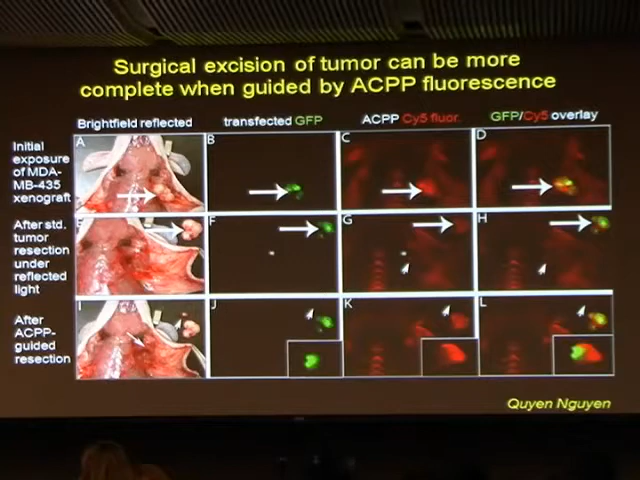 Surgical excision of tumor can be more
complete when guided by ACPP fluorescence
Brightfield reflected
transfected GFP
ACPP Cy5 fluor.
GFP/Cy5 overlay
Initial
exposure
of MDA-
MB-435
xenograft
A
B
C
D
After std.
tumor
resection
under
reflected
light
F
G
H
After
ACPP-
guided
resection
I
J
K
L
Quyen Nguyen